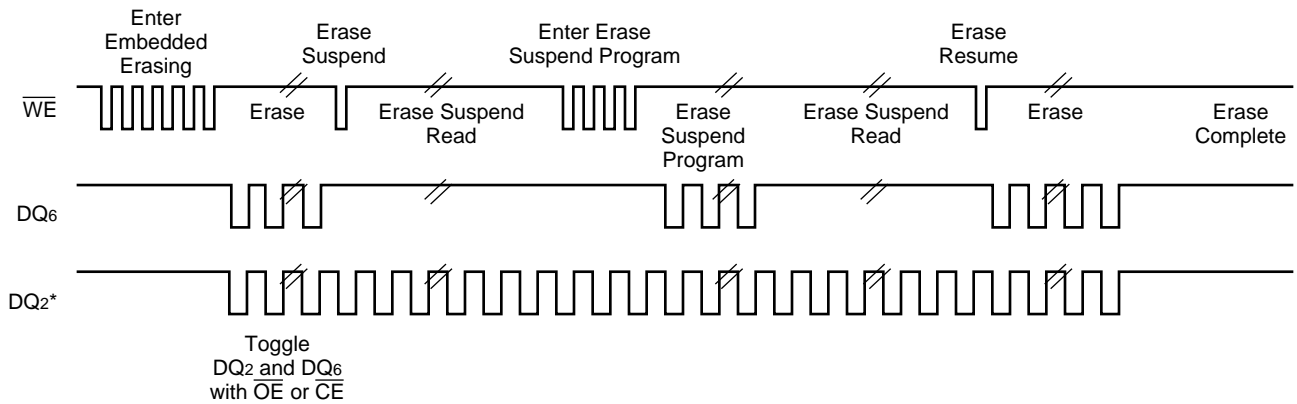 Enter
Embedded
Erasing
Erase
Suspend
Enter Erase
Suspend Program
Erase
Resume
WE
Erase
Erase Suspend
Read
Erase
Suspend
Program
Erase Suspend
Read
Erase
Erase
Complete
DQ6
DQ2*
Toggle
DQ2 and DQ6
with OE or CE